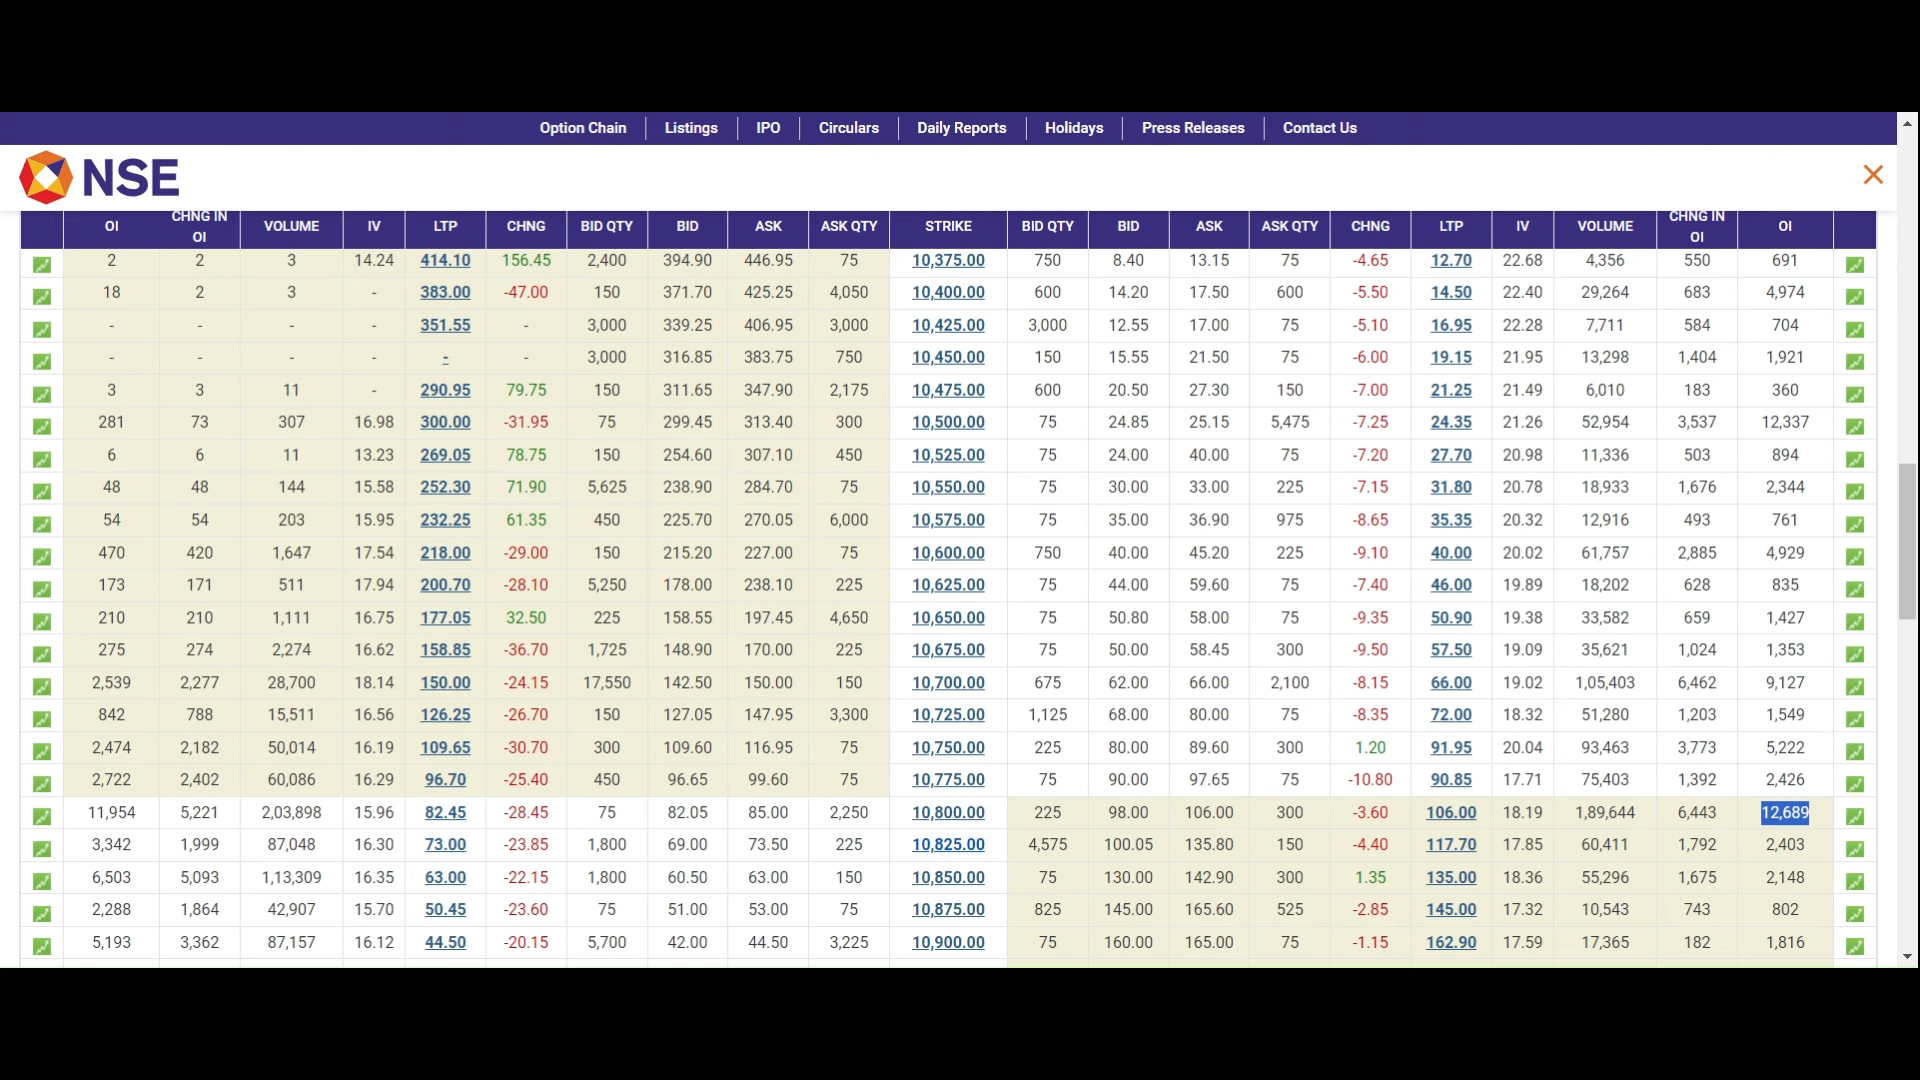 Option Chain Listings IPO Circulars Daily Reports Holidays Press Releases Contact Us
NSE
OI CHNG IN OI VOLUME IV LTP CHNG BID QTY BID ASK ASK QTY STRIKE BID QTY BID ASK ASK QTY CHNG LTP IV VOLUME CHNG IN OI OI
2 2 3 14.24 414.10 156.45 2,400 394.90 446.95 75 10,375.00 750 8.40 13.15 75 -4.65 12.70 22.68 4,356 550 691
18 2 3 - 383.00 -47.00 150 371.70 425.25 4,050 10,400.00 600 14.20 17.50 600 -5.50 14.50 22.40 29,264 683 4,974
- - - - 351.55 - 3,000 339.25 406.95 3,000 10,425.00 3,000 12.55 17.00 75 -5.10 16.95 22.28 7,711 584 704
- - - - - - 3,000 316.85 383.75 750 10,450.00 150 15.55 21.50 75 -6.00 19.15 21.95 13,298 1,404 1,921
3 3 11 - 290.95 79.75 150 311.65 347.90 2,175 10,475.00 600 20.50 27.30 150 -7.00 21.25 21.49 6,010 183 360
281 73 307 16.98 300.00 -31.95 75 299.45 313.40 300 10,500.00 75 24.85 25.15 5,475 -7.25 24.35 21.26 52,954 3,537 12,337
6 6 11 13.23 269.05 78.75 150 254.60 307.10 450 10,525.00 75 24.00 40.00 75 -7.20 27.70 20.98 11,336 503 894
48 48 144 15.58 252.30 71.90 5,625 238.90 284.70 75 10,550.00 75 30.00 33.00 225 -7.15 31.80 20.78 18,933 1,676 2,344
54 54 203 15.95 232.25 61.35 450 225.70 270.05 6,000 10,575.00 75 35.00 36.90 975 -8.65 35.35 20.32 12,916 493 761
470 420 1,647 17.54 218.00 -29.00 150 215.20 227.00 75 10,600.00 750 40.00 45.20 225 -9.10 40.00 20.02 61,757 2,885 4,929
173 171 511 17.94 200.70 -28.10 5,250 178.00 238.10 225 10,625.00 75 44.00 59.60 75 -7.40 46.00 19.89 18,202 628 835
210 210 1,111 16.75 177.05 32.50 225 158.55 197.45 4,650 10,650.00 75 50.80 58.00 75 -9.35 50.90 19.38 33,582 659 1,427
275 274 2,274 16.62 158.85 -36.70 1,725 148.90 170.00 225 10,675.00 75 50.00 58.45 300 -9.50 57.50 19.09 35,621 1,024 1,353
2,539 2,277 28,700 18.14 150.00 -24.15 17,550 142.50 150.00 150 10,700.00 675 62.00 66.00 2,100 -8.15 66.00 19.02 1,05,403 6,462 9,127
842 788 15,511 16.56 126.25 -26.70 150 127.05 147.95 3,300 10,725.00 1,125 68.00 80.00 75 -8.35 72.00 18.32 51,280 1,203 1,549
2,474 2,182 50,014 16.19 109.65 -30.70 300 109.60 116.95 75 10,750.00 225 80.00 89.60 300 1.20 91.95 20.04 93,463 3,773 5,222
2,722 2,402 60,086 16.29 96.70 -25.40 450 96.65 99.60 75 10,775.00 75 90.00 97.65 75 -10.80 90.85 17.71 75,403 1,392 2,426
11,954 5,221 2,03,898 15.96 82.45 -28.45 75 82.05 85.00 2,250 10,800.00 225 98.00 106.00 300 -3.60 106.00 18.19 1,89,644 6,443 12,689
3,342 1,999 87,048 16.30 73.00 -23.85 1,800 69.00 73.50 225 10,825.00 4,575 100.05 135.80 150 -4.40 117.70 17.85 60,411 1,792 2,403
6,503 5,093 1,13,309 16.35 63.00 -22.15 1,800 60.50 63.00 150 10,850.00 75 130.00 142.90 300 1.35 135.00 18.36 55,296 1,675 2,148
2,288 1,864 42,907 15.70 50.45 -23.60 75 51.00 53.00 75 10,875.00 825 145.00 165.60 525 -2.85 145.00 17.32 10,543 743 802
5,193 3,362 87,157 16.12 44.50 -20.15 5,700 42.00 44.50 3,225 10,900.00 75 160.00 165.00 75 -1.15 162.90 17.59 17,365 182 1,816